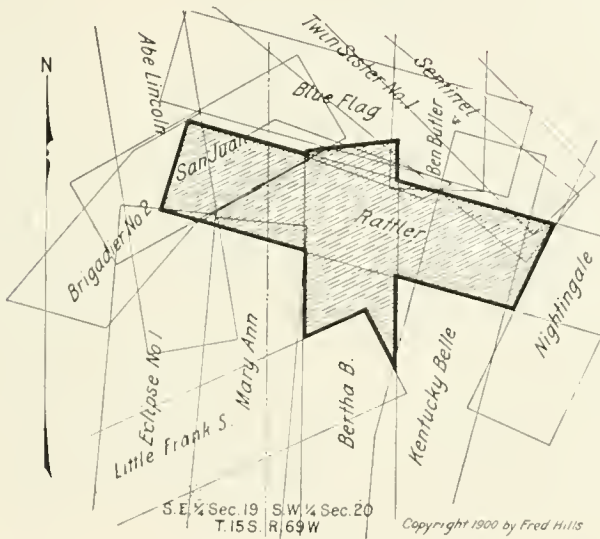 N
Abe Lincoln
Twin Sister No.1
Sentinel
Blue Flag
Ben Butler
San Juan
Rattler
Brigadier No 2
Nightingale
Eclipse No 1
Mary Ann
Bertha B.
Kentucky Belle
Little Frank S.
S.E.¼ Sec. 19 S.W.¼ Sec. 20
T. 15 S. R. 69 W
Copyright 1900 by Fred Hills